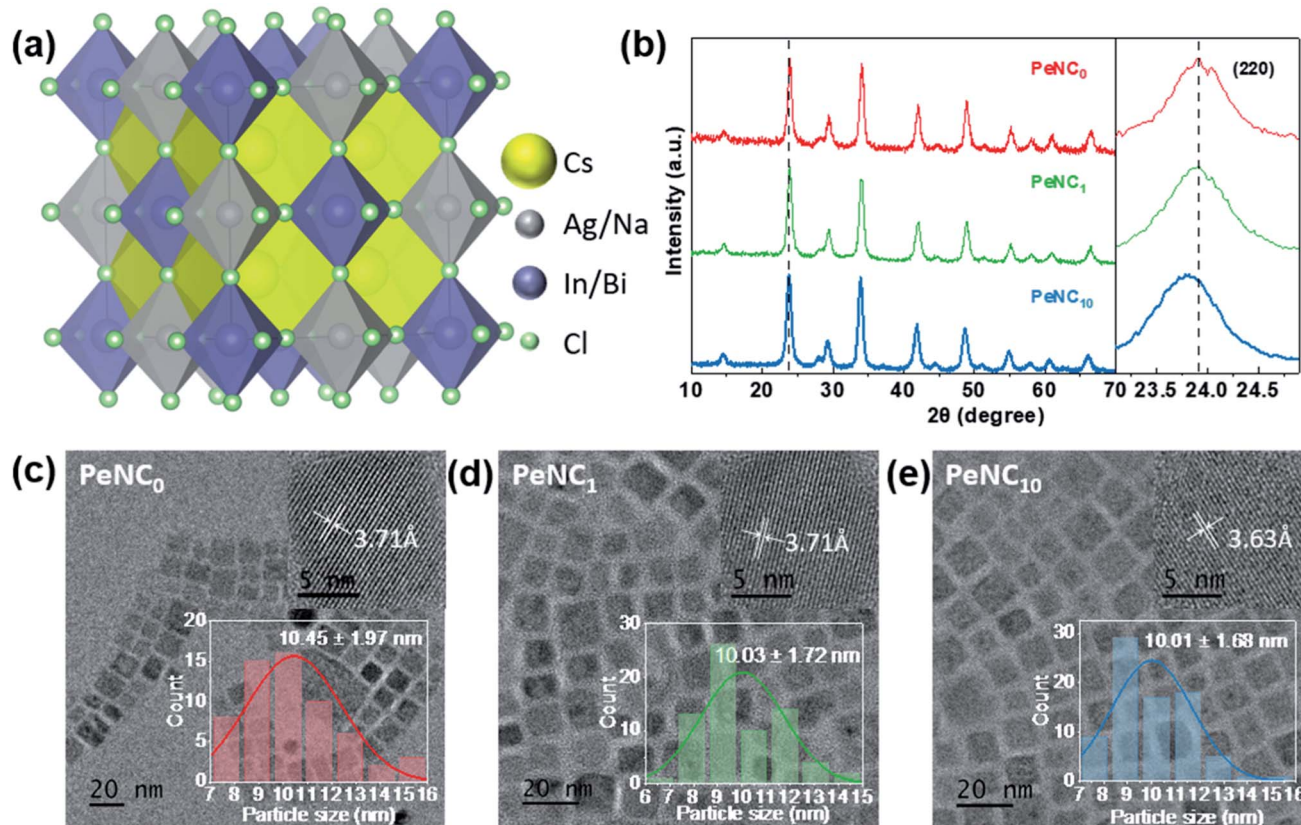 (a)
Cs
Ag/Na
In/Bi
Cl
(b)
Intensity (a.u.)
PeNC₀
PeNC₁
PeNC₁₀
(220)
10 20 30 40 50 60 70 23.5 24.0 24.5
2θ (degree)
(c)
PeNC₀
3.71Å
5 nm
10.45 ± 1.97 nm
Count
20
15
10
5
0
7 8 9 10 11 12 13 14 15 16
Particle size (nm)
20 nm
(d)
PeNC₁
3.71Å
5 nm
10.03 ± 1.72 nm
Count
30
20
10
0
6 7 8 9 10 11 12 13 14 15
Particle size (nm)
20 nm
(e)
PeNC₁₀
3.63Å
5 nm
10.01 ± 1.68 nm
Count
30
20
10
0
7 8 9 10 11 12 13 14 15 16
Particle size (nm)
20 nm